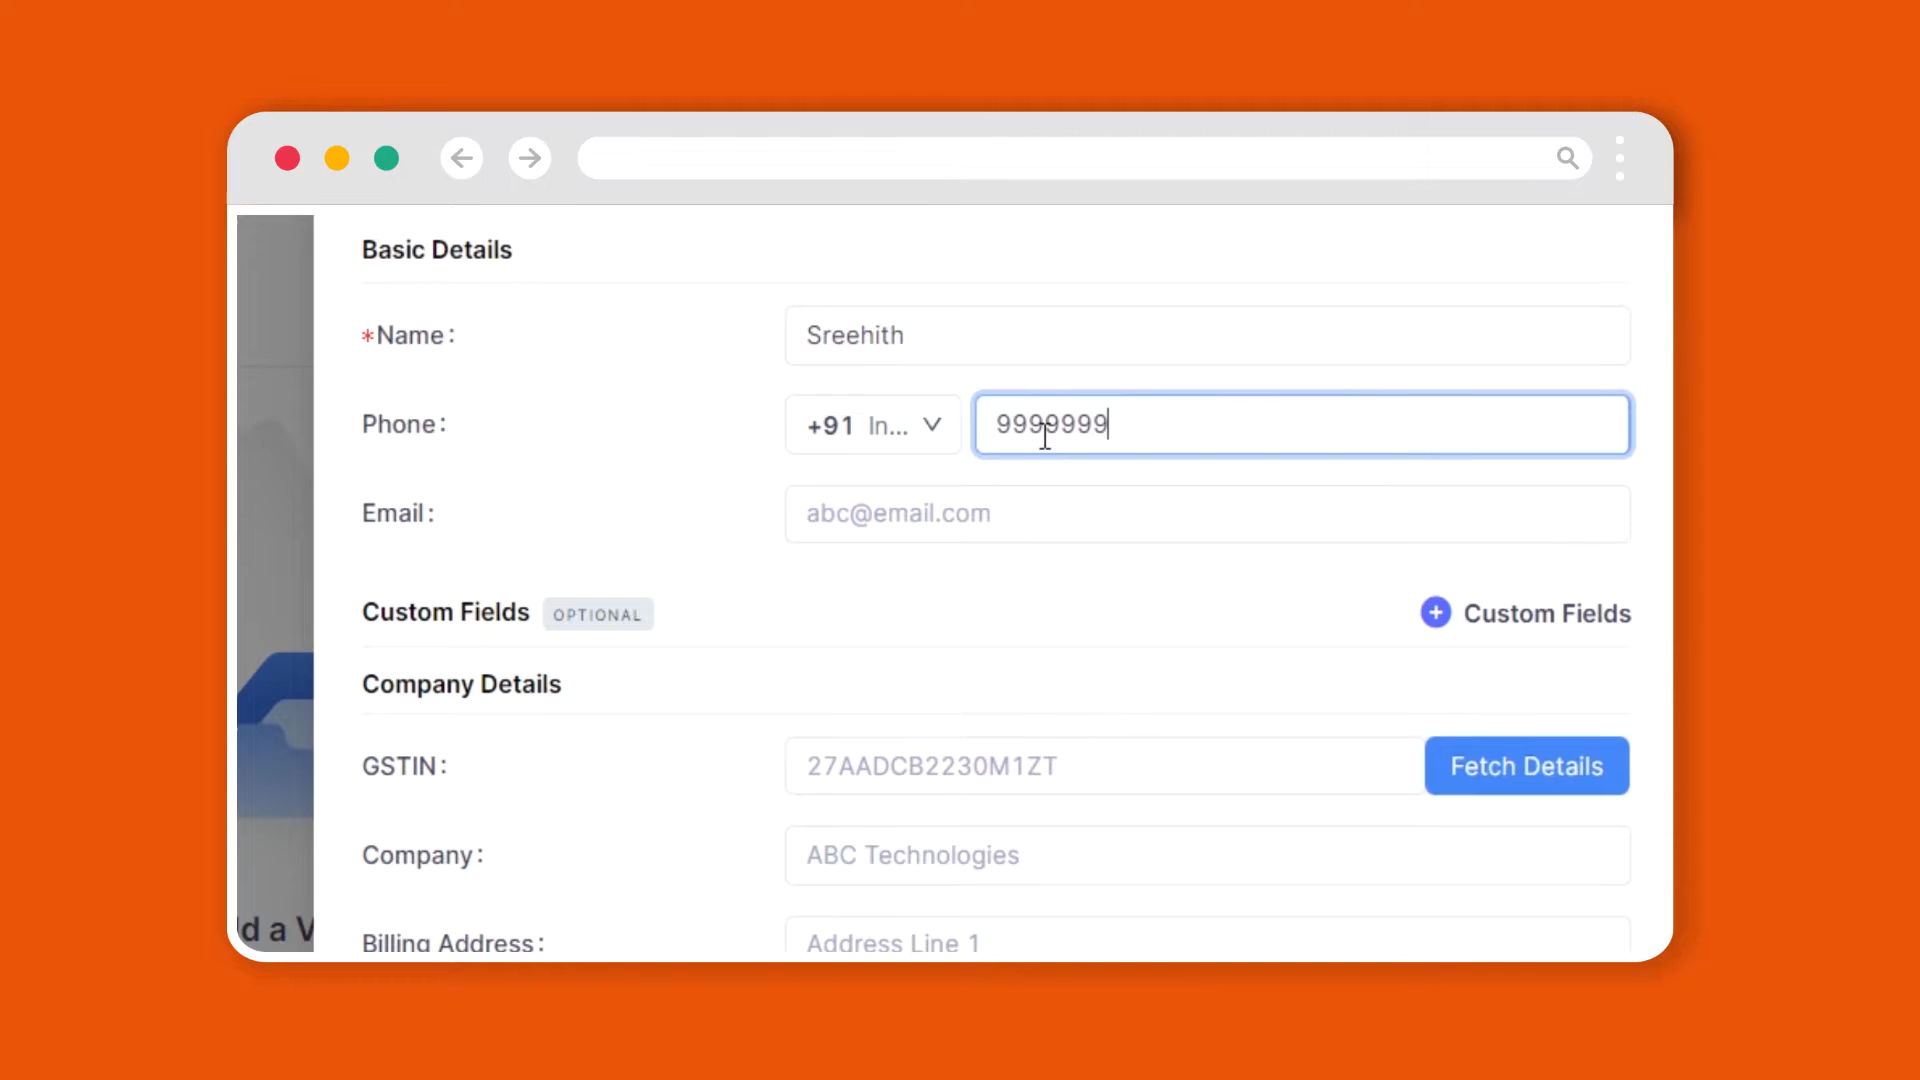 Basic Details
*Name:
Sreehith
Phone:
+91 In...
9999999
Email:
abc@email.com
Custom Fields OPTIONAL
+ Custom Fields
Company Details
GSTIN:
27AADCB2230M1ZT
Fetch Details
Company:
ABC Technologies
d a V
Billing Address:
Address Line 1